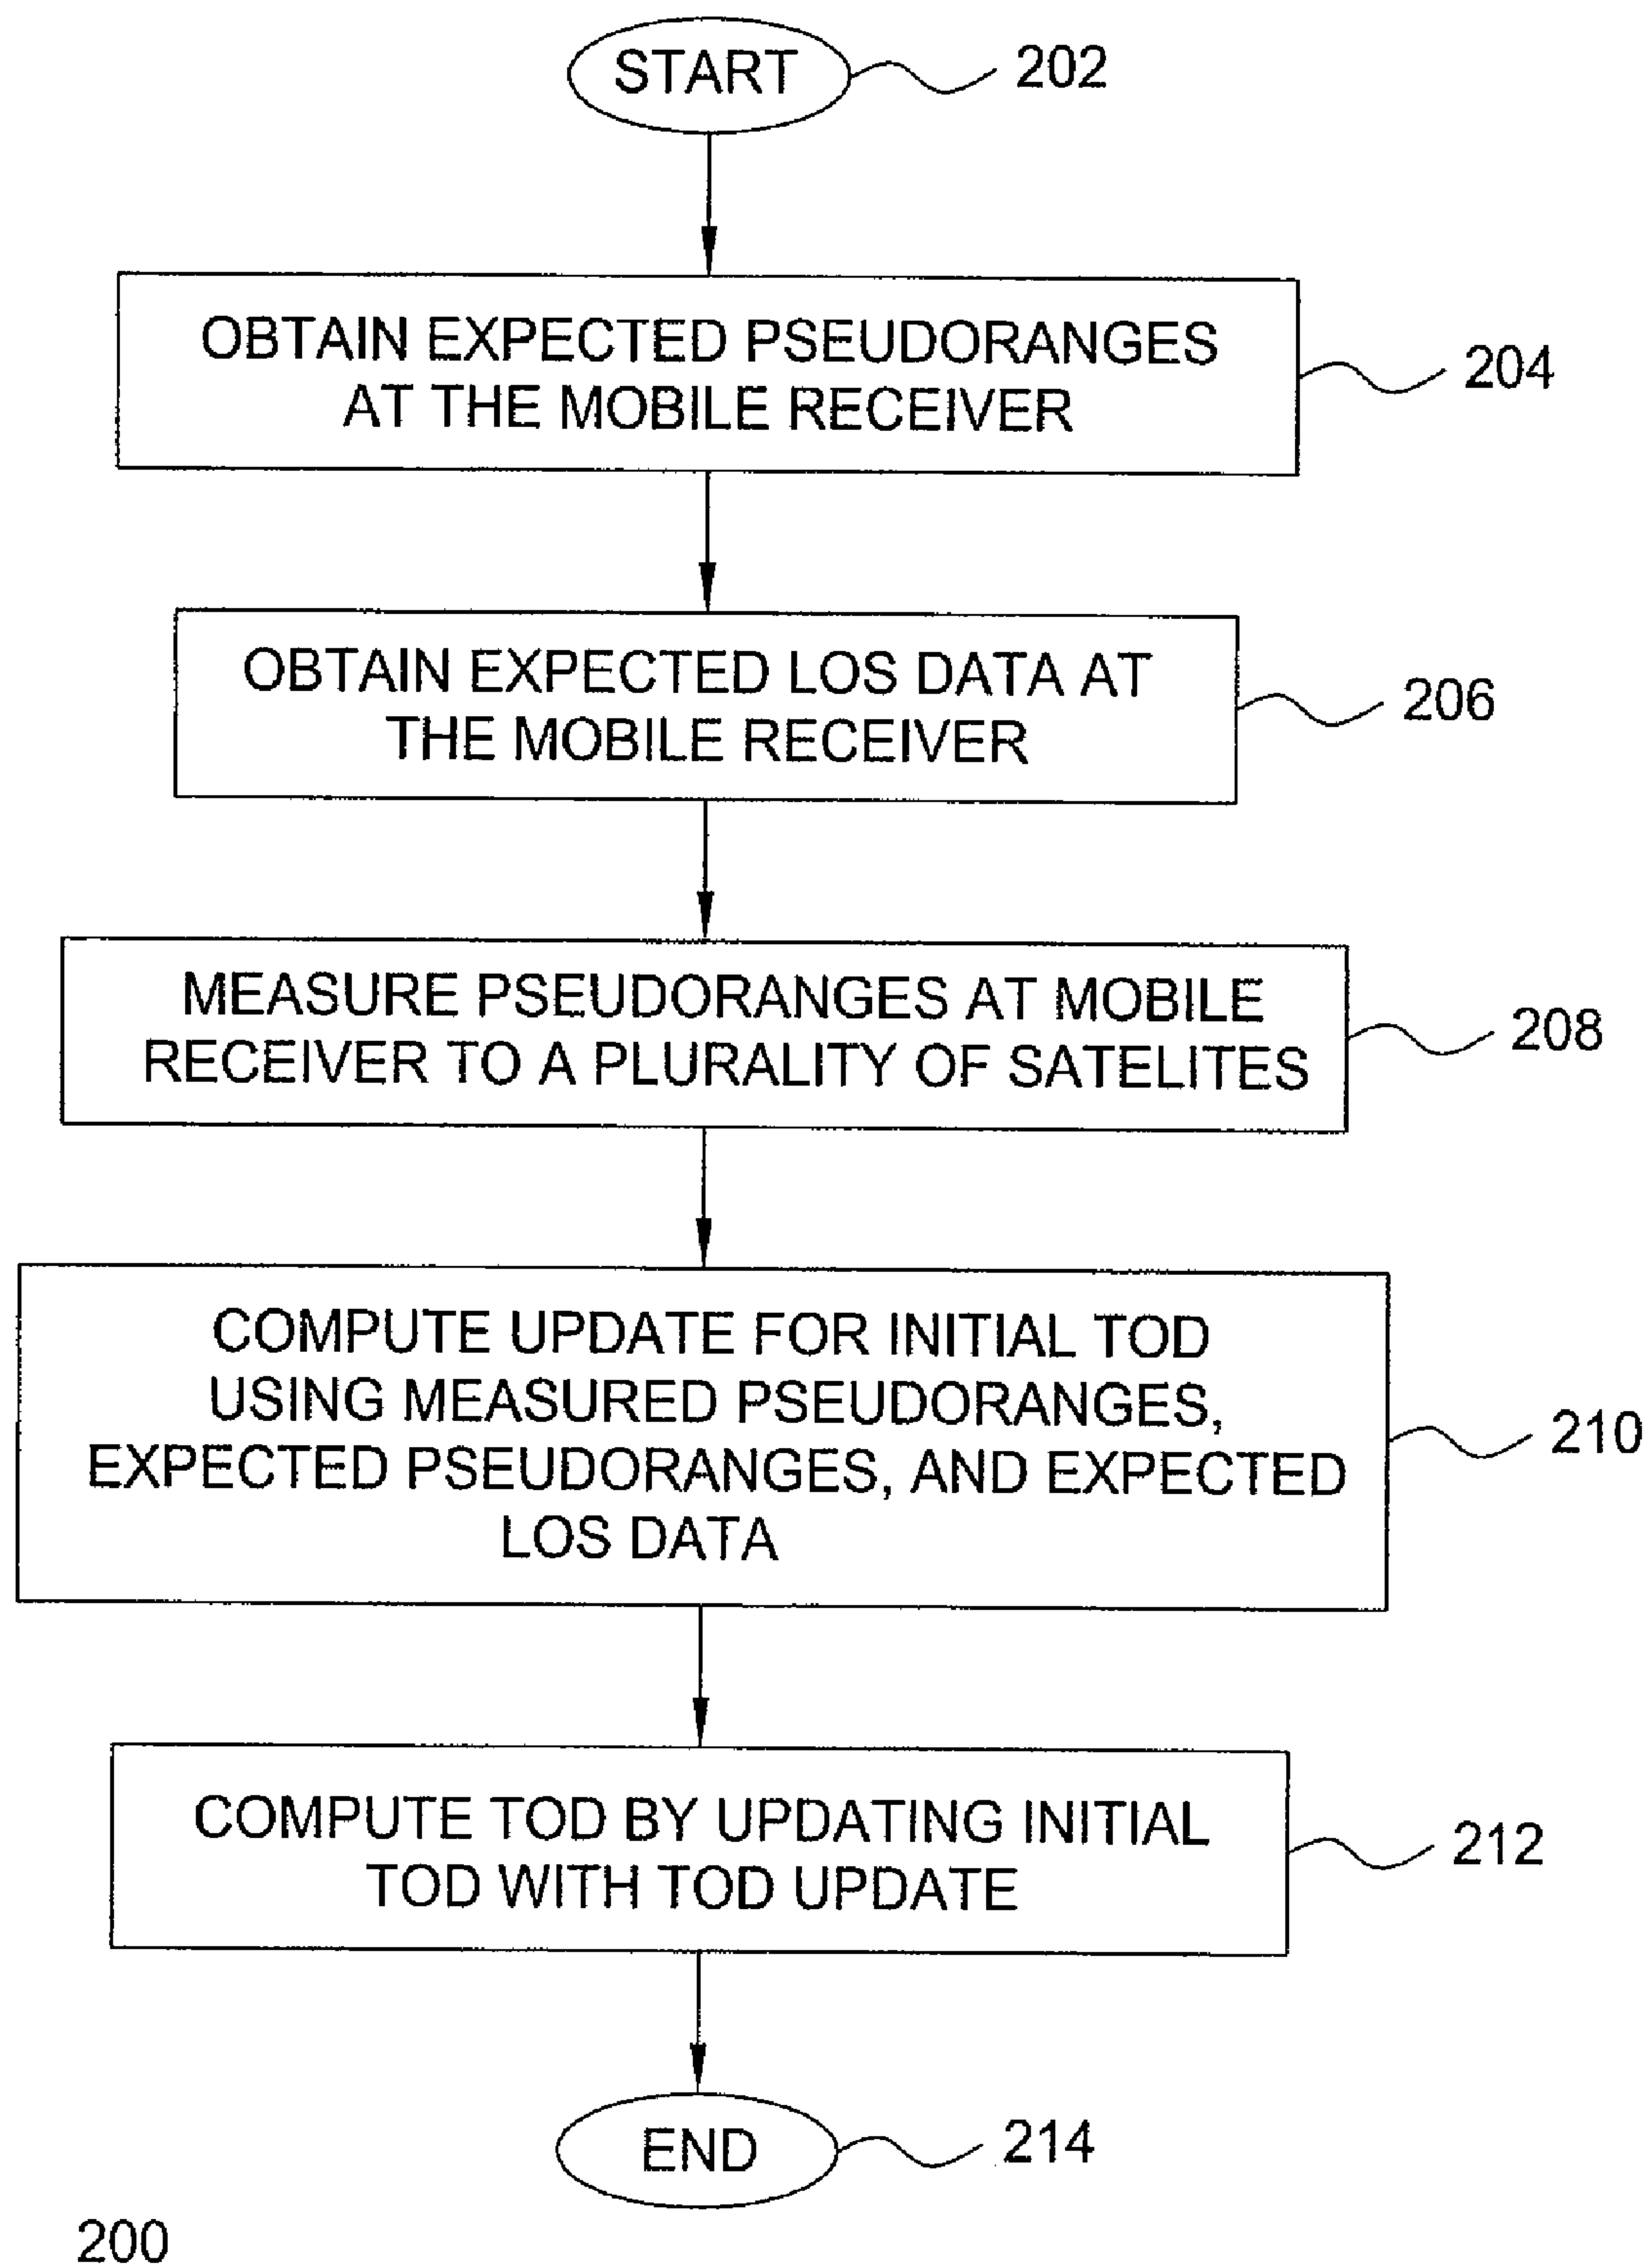 START
202
OBTAIN EXPECTED PSEUDORANGES
AT THE MOBILE RECEIVER
204
OBTAIN EXPECTED LOS DATA AT
THE MOBILE RECEIVER
206
MEASURE PSEUDORANGES AT MOBILE
RECEIVER TO A PLURALITY OF SATELITES
208
COMPUTE UPDATE FOR INITIAL TOD
USING MEASURED PSEUDORANGES,
EXPECTED PSEUDORANGES, AND EXPECTED
LOS DATA
210
COMPUTE TOD BY UPDATING INITIAL
TOD WITH TOD UPDATE
212
END
214
200